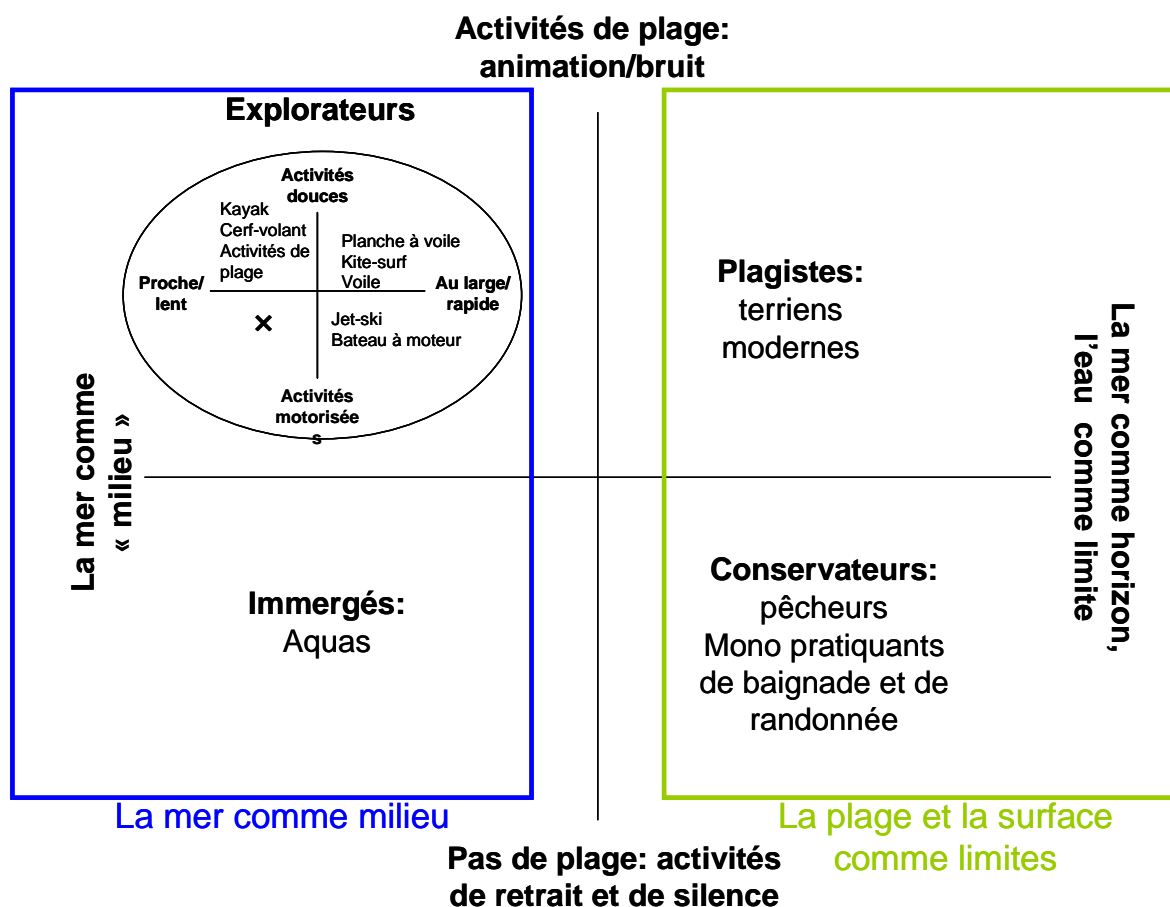 Activités de plage:
animation/bruit
Explorateurs
Activités
douces
Kayak
Cerf-volant
Activités de
plage
Planche à voile
Kite-surf
Voile
Proche/
lent
Au large/
rapide
Jet-ski
Bateau à moteur
Activités
motorisée
s
La mer comme
« milieu »
Plagistes:
terriens
modernes
La mer comme horizon,
l'eau comme limite
Immergés:
Aquas
Conservateurs:
pêcheurs
Mono pratiquants
de baignade et de
randonnée
La mer comme milieu
La plage et la surface
comme limites
Pas de plage: activités
de retrait et de silence